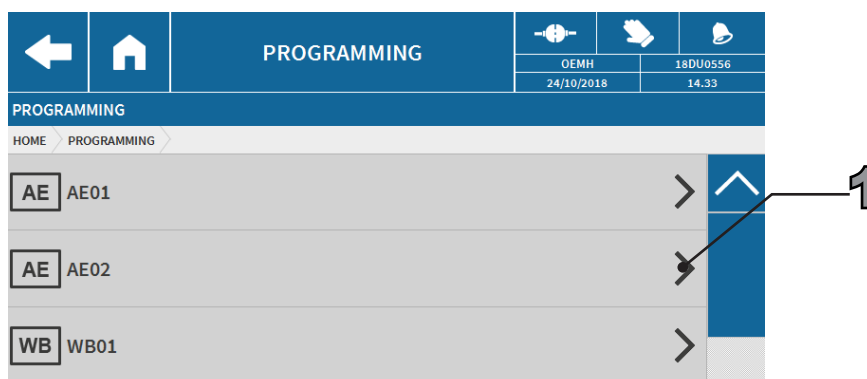 PROGRAMMING
OEMH 18DU0556
24/10/2018 14.33
PROGRAMMING
HOME PROGRAMMING
AE AE01
1
AE AE02
WB WB01